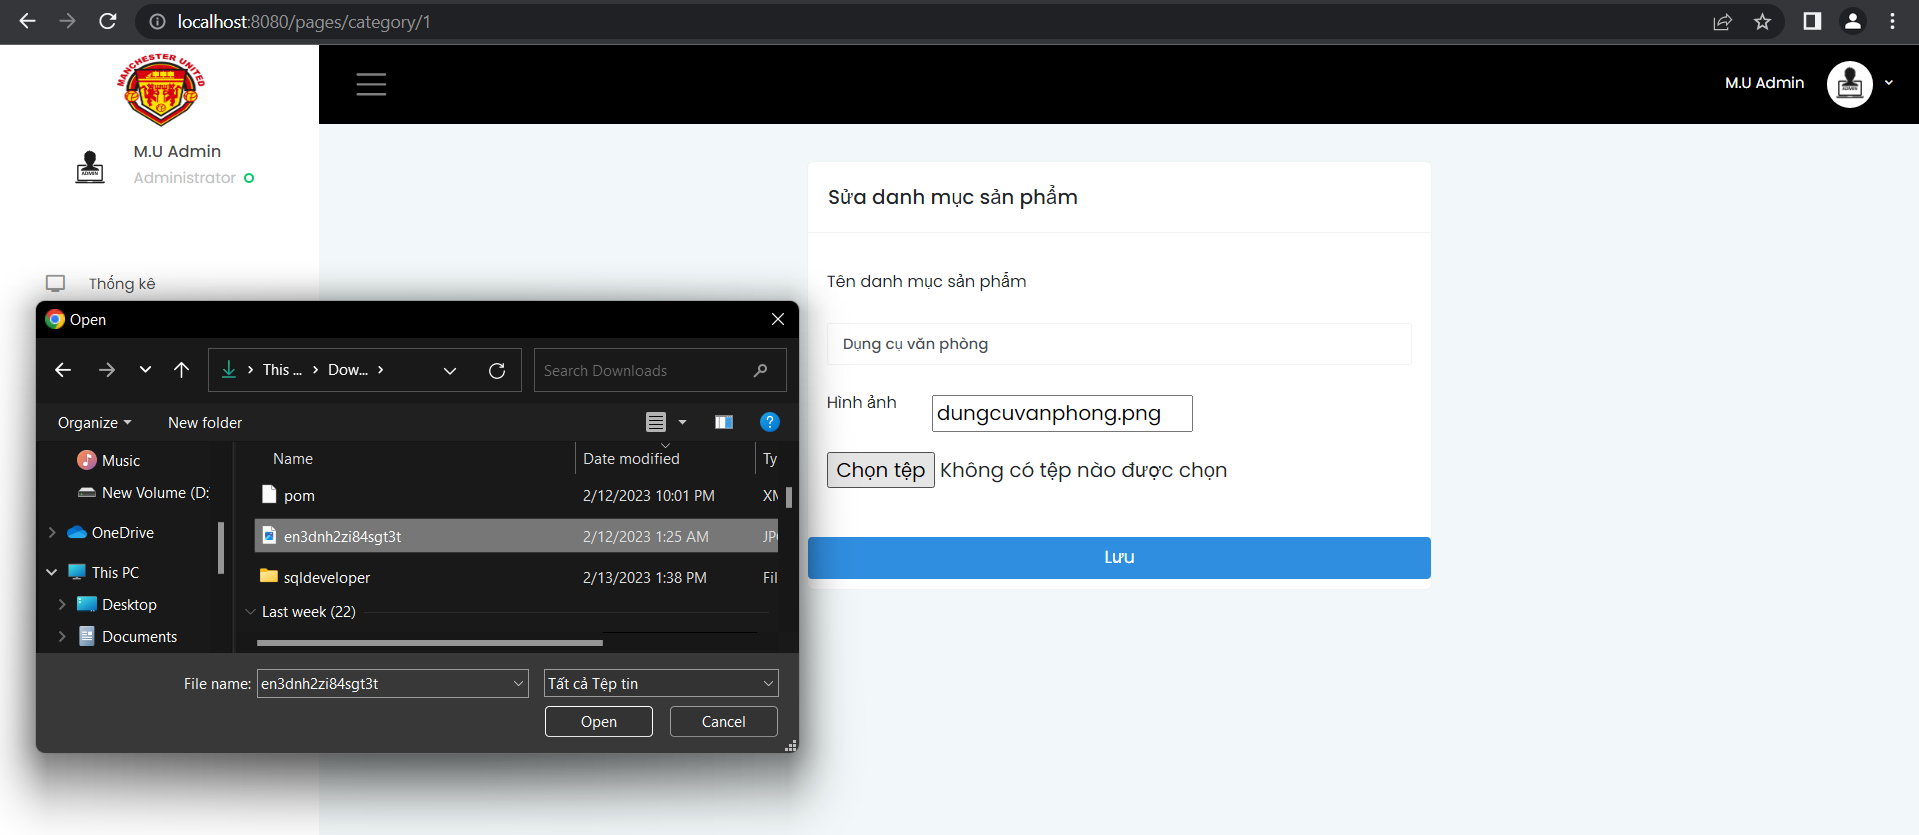 localhost:8080/pages/category/1
MANCHESTER UNITED
M.U Admin
M.U Admin
ADMIN
Administrator
Thống kê
Sửa danh mục sản phẩm
Tên danh mục sản phẩm
Dụng cụ văn phòng
Hình ảnh
dungcuvanphong.png
Chọn tệp Không có tệp nào được chọn
Lưu
Open
This ... Dow...
Search Downloads
Organize New folder
Music
New Volume (D:
OneDrive
This PC
Desktop
Documents
Name Date modified Ty
pom 2/12/2023 10:01 PM XM
en3dnh2zi84sgt3t 2/12/2023 1:25 AM JP
sqldeveloper 2/13/2023 1:38 PM Fil
Last week (22)
File name: en3dnh2zi84sgt3t Tất cả Tệp tin
Open Cancel